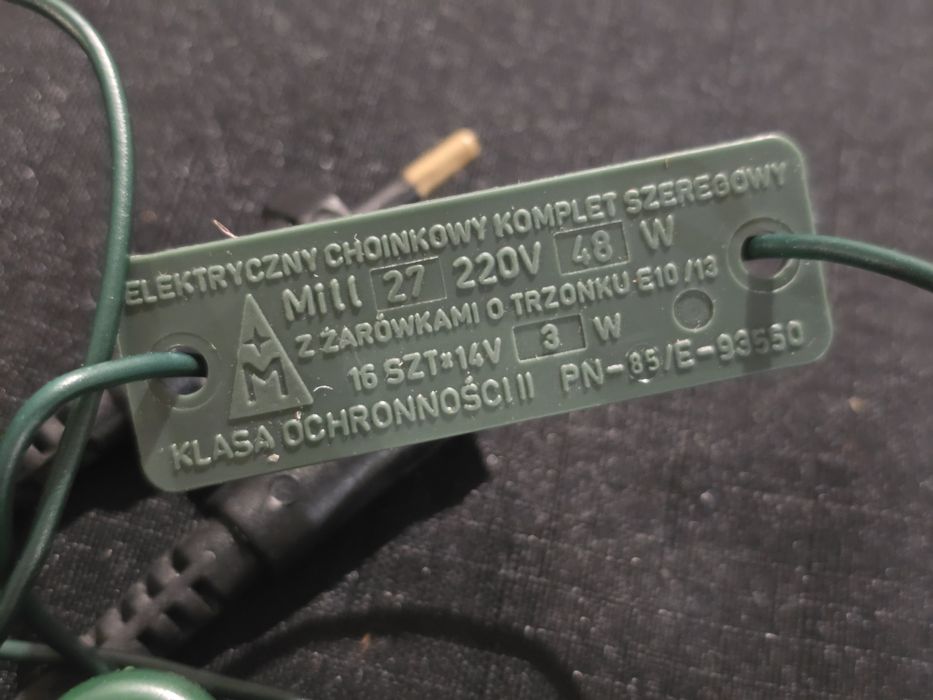 ELEKTRYCZNY CHOINKOWY KOMPLET SZEREGOWY
Mill 27 220V 48 W
Z ŻARÓWKAMI O TRZONKU-E10/13
16 SZT×14V 3 W
M
KLASA OCHRONNOŚCI II PN-85/E-93550